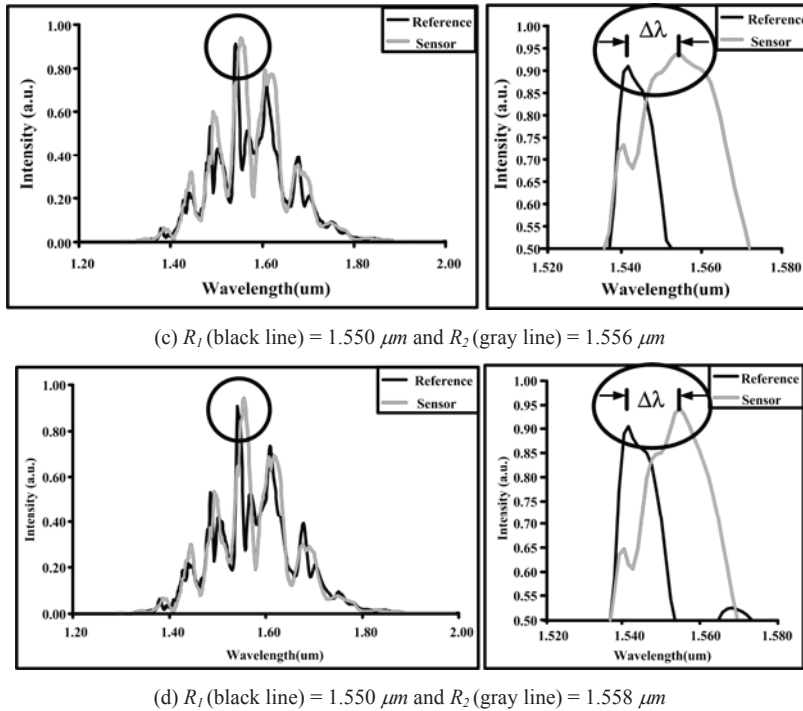 Reference
Sensor
Intensity (a.u.)
1.00
0.80
0.60
0.40
0.20
0.00
1.20 1.40 1.60 1.80 2.00
Wavelength(um)
Reference
Sensor
Δλ
Intensity (a.u.)
1.00
0.95
0.90
0.85
0.80
0.75
0.70
0.65
0.60
0.55
0.50
1.520 1.540 1.560 1.580
Wavelength(um)
(c) R1 (black line) = 1.550 μm and R2 (gray line) = 1.556 μm
Reference
Sensor
Intensity (a.u.)
1.00
0.80
0.60
0.40
0.20
0.00
1.20 1.40 1.60 1.80 2.00
Wavelength(um)
Reference
Sensor
Δλ
Intensity (a.u.)
1.00
0.95
0.90
0.85
0.80
0.75
0.70
0.65
0.60
0.55
0.50
1.520 1.540 1.560 1.580
Wavelength(um)
(d) R1 (black line) = 1.550 μm and R2 (gray line) = 1.558 μm